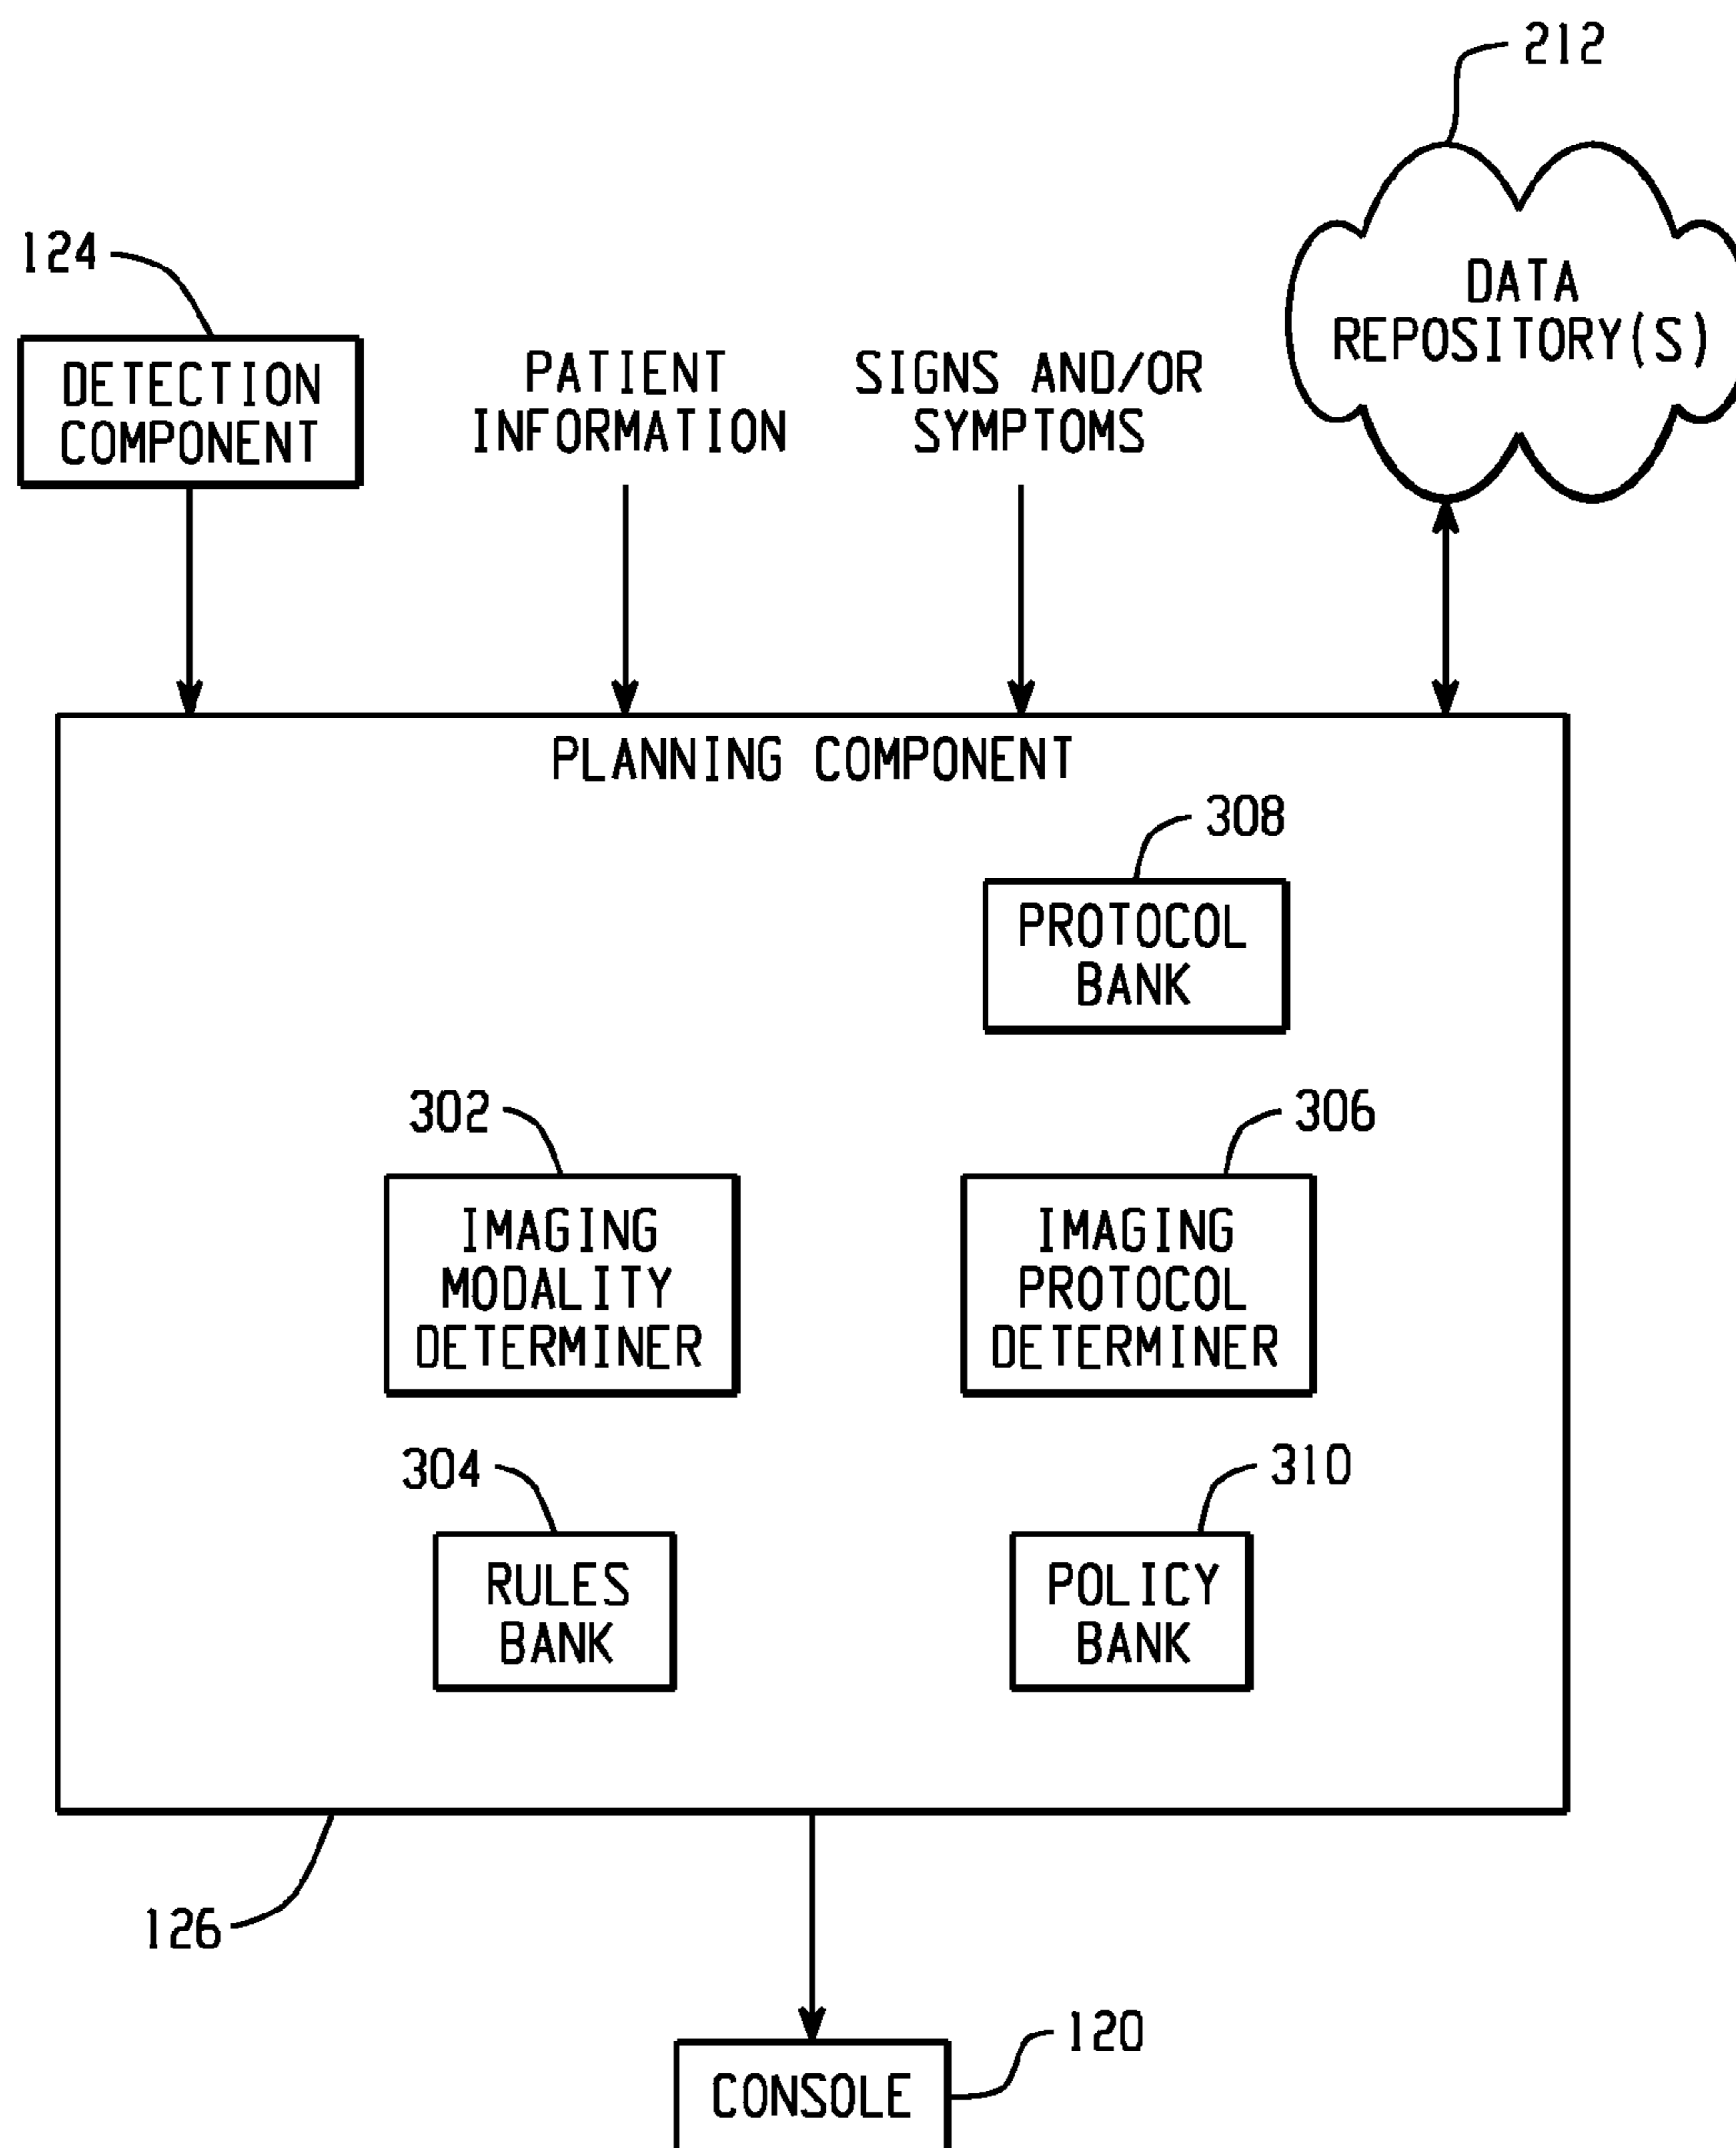 212
124
DATA
REPOSITORY(S)
DETECTION
COMPONENT
PATIENT
INFORMATION
SIGNS AND/OR
SYMPTOMS
PLANNING COMPONENT
308
PROTOCOL
BANK
302
306
IMAGING
MODALITY
DETERMINER
IMAGING
PROTOCOL
DETERMINER
304
310
RULES
BANK
POLICY
BANK
126
120
CONSOLE